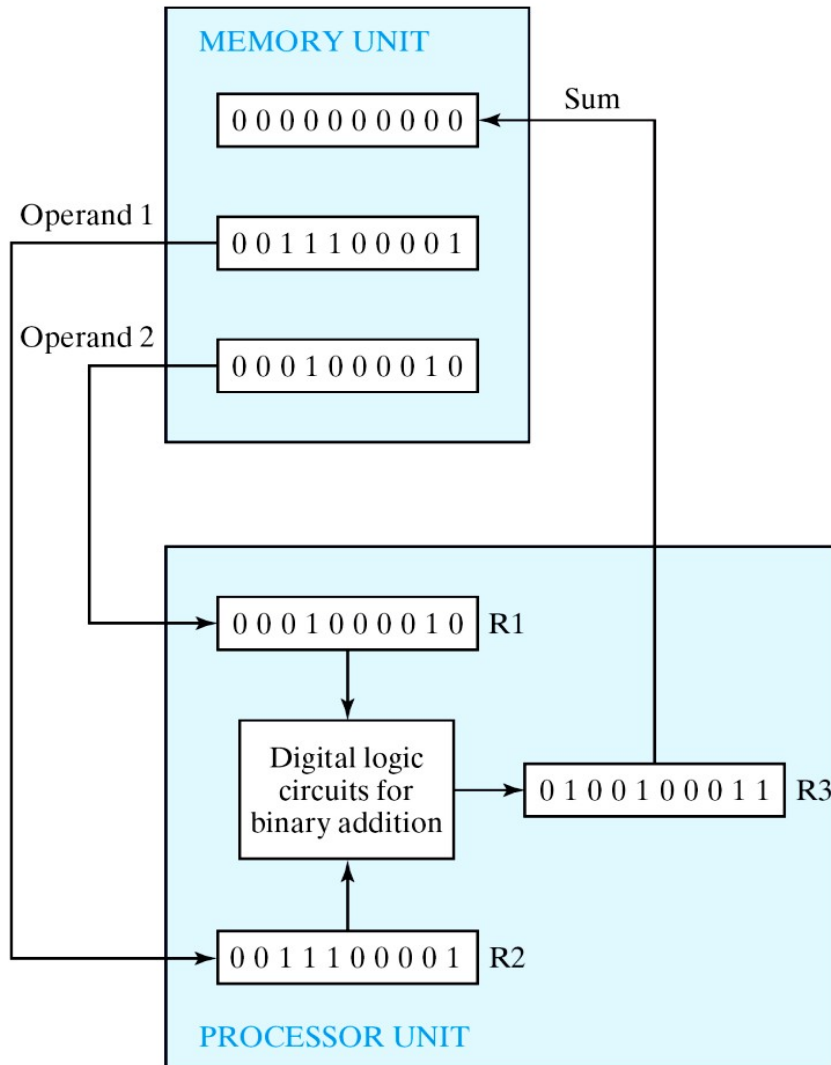 MEMORY UNIT
Sum
0 0 0 0 0 0 0 0 0 0
Operand 1
0 0 1 1 1 0 0 0 0 1
Operand 2
0 0 0 1 0 0 0 0 1 0
0 0 0 1 0 0 0 0 1 0 R1
Digital logic
circuits for
binary addition
0 1 0 0 1 0 0 0 1 1 R3
0 0 1 1 1 0 0 0 0 1 R2
PROCESSOR UNIT